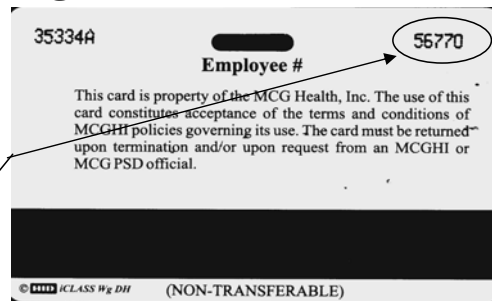 35334A 56770
Employee #
This card is property of the MCG Health, Inc. The use of this
card constitutes acceptance of the terms and conditions of
MCGHI policies governing its use. The card must be returned
upon termination and/or upon request from an MCGHI or
MCG PSD official.
© HID iCLASS Wg DH (NON-TRANSFERABLE)